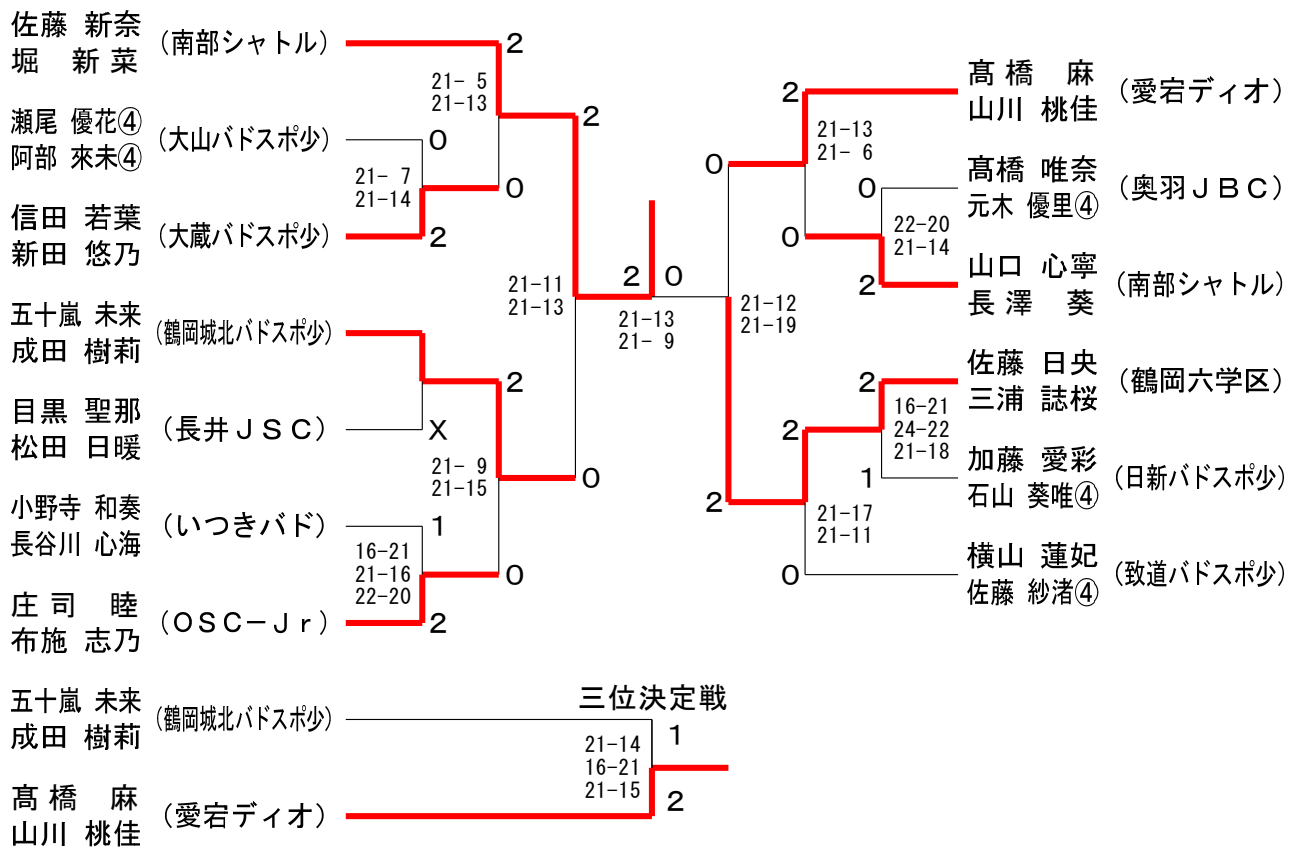 佐藤 新奈
堀 新菜
(南部シャトル)
2
21- 5
21-13
瀬尾 優花④
阿部 來未④
(大山バドスポ少)
0
2
21- 7
21-14
0
信田 若葉
新田 悠乃
(大蔵バドスポ少)
2
21-11
21-13
五十嵐 未来
成田 樹莉
(鶴岡城北バドスポ少)
2
目黒 聖那
松田 日暖
(長井JSC)
X
21- 9
21-15
0
小野寺 和奏
長谷川 心海
(いつきバド)
1
16-21
21-16
22-20
0
庄司 睦
布施 志乃
(OSC-Jr)
2
2 0
21-13
21- 9
髙橋 麻
山川 桃佳
(愛宕ディオ)
2
21-13
21- 6
0
髙橋 唯奈
元木 優里④
(奥羽JBC)
0
22-20
21-14
0
山口 心寧
長澤 葵
(南部シャトル)
2
21-12
21-19
佐藤 日央
三浦 誌桜
(鶴岡六学区)
2
16-21
24-22
21-18
2
加藤 愛彩
石山 葵唯④
(日新バドスポ少)
1
2
21-17
21-11
横山 蓮妃
佐藤 紗渚④
(致道バドスポ少)
0
三位決定戦
五十嵐 未来
成田 樹莉
(鶴岡城北バドスポ少)
1
21-14
16-21
21-15
髙橋 麻
山川 桃佳
(愛宕ディオ)
2